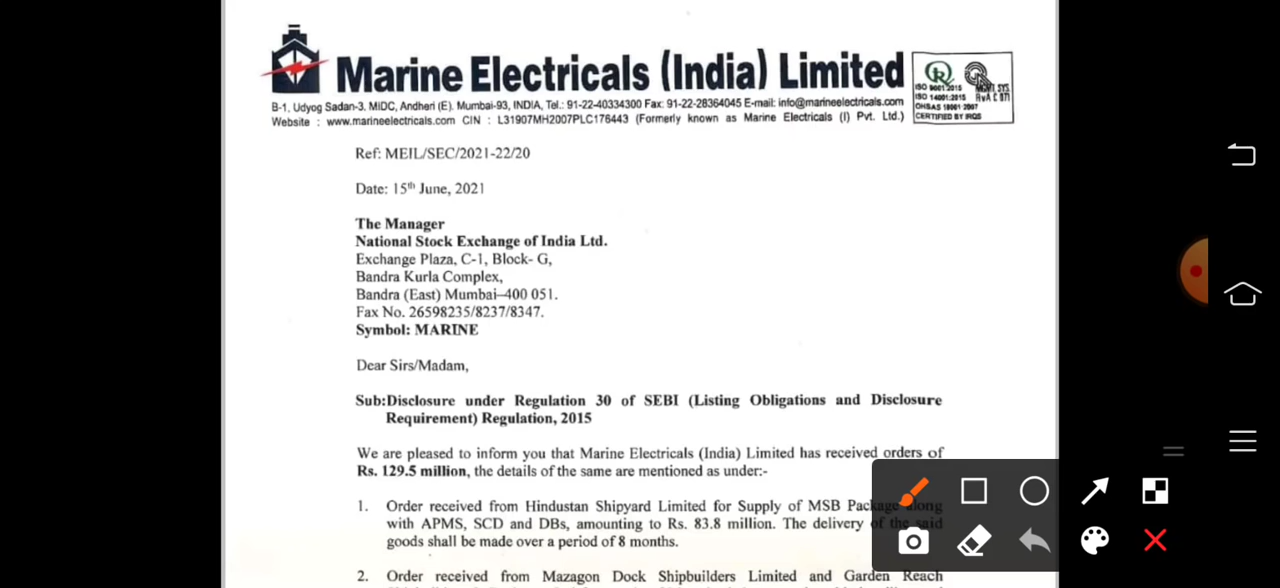 Marine Electricals (India) Limited
ISO 9001:2015
ISO 14001:2015
OHSAS 18001:2007
CERTIFIED BY IRQS
B-1, Udyog Sadan-3, MIDC, Andheri (E), Mumbai-93, INDIA, Tel.: 91-22-40334300 Fax: 91-22-28364045 E-mail: info@marineelectricals.com
Website : www.marineelectricals.com CIN : L31907MH2007PLC176443 (Formerly known as Marine Electricals (I) Pvt. Ltd.)
Ref: MEIL/SEC/2021-22/20
Date: 15th June, 2021
The Manager
National Stock Exchange of India Ltd.
Exchange Plaza, C-1, Block- G,
Bandra Kurla Complex,
Bandra (East) Mumbai–400 051.
Fax No. 26598235/8237/8347.
Symbol: MARINE
Dear Sirs/Madam,
Sub:Disclosure under Regulation 30 of SEBI (Listing Obligations and Disclosure
Requirement) Regulation, 2015
We are pleased to inform you that Marine Electricals (India) Limited has received orders of
Rs. 129.5 million, the details of the same are mentioned as under:-
1. Order received from Hindustan Shipyard Limited for Supply of MSB Package along
with APMS, SCD and DBs, amounting to Rs. 83.8 million. The delivery of the said
goods shall be made over a period of 8 months.
2. Order received from Mazagon Dock Shipbuilders Limited and Garden Reach